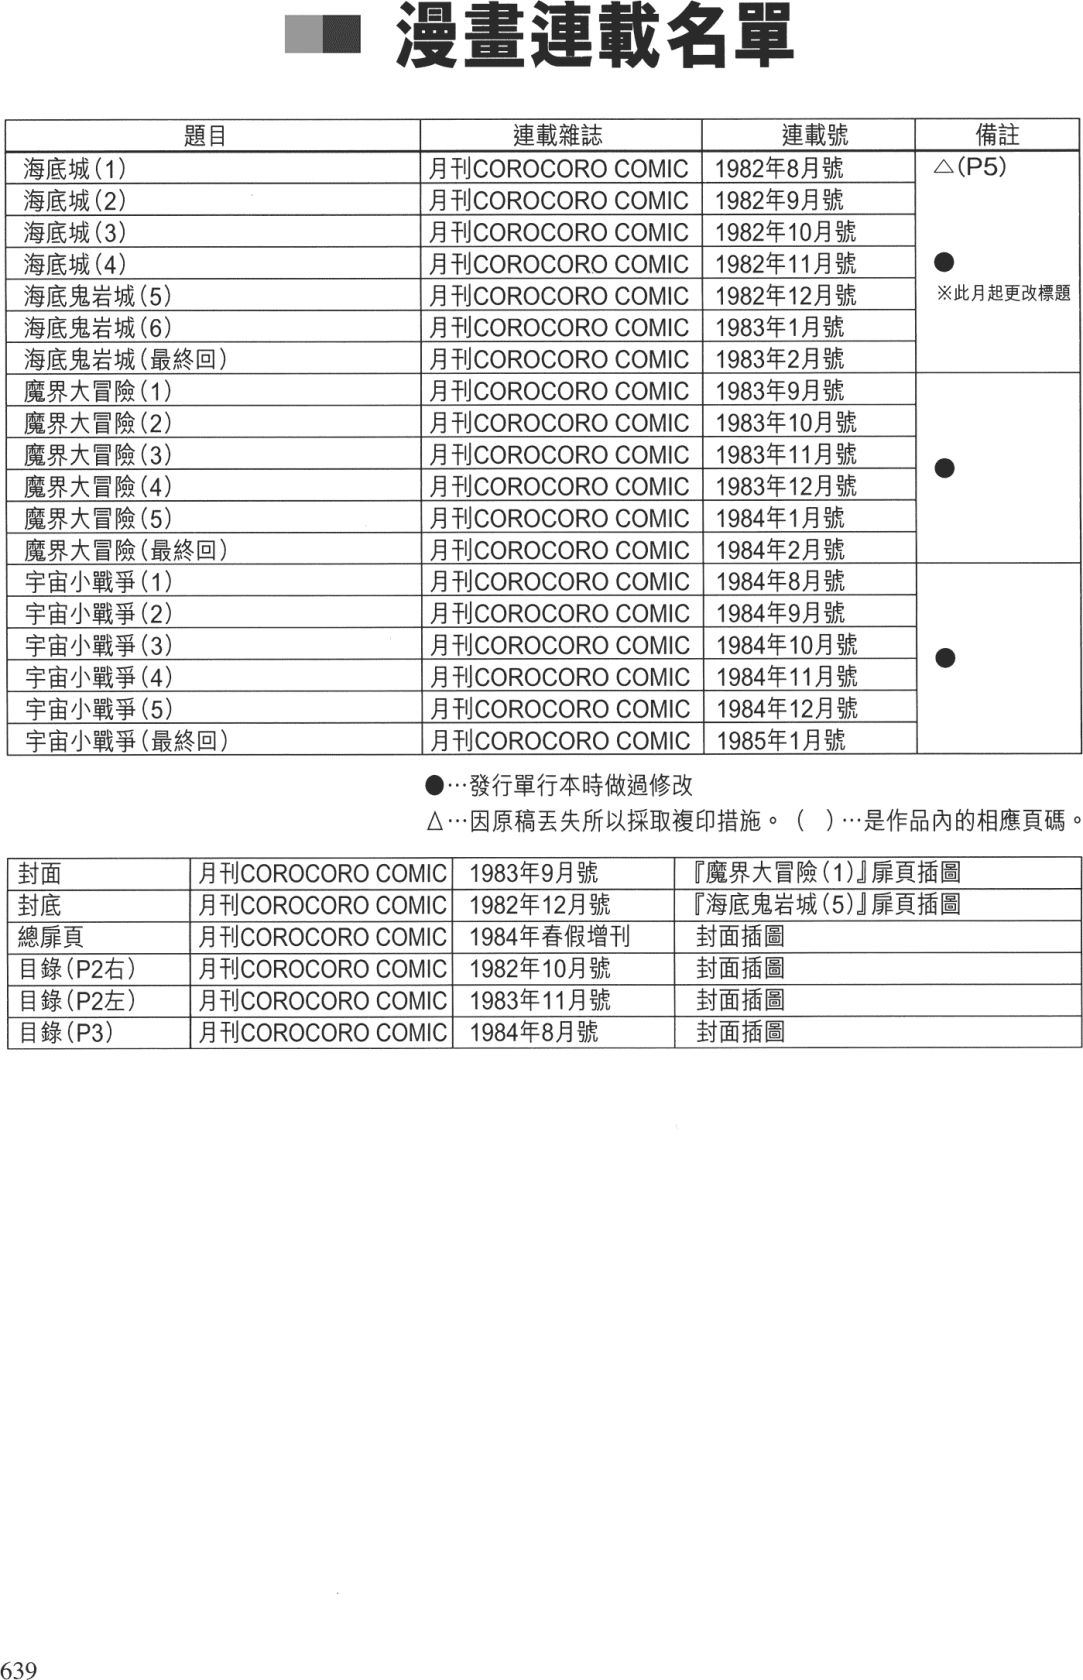 漫畫連載名單
題目 連載雜誌 連載號 備註
海底城(1) 月刊COROCORO COMIC 1982年8月號 △(P5)
海底城(2) 月刊COROCORO COMIC 1982年9月號
海底城(3) 月刊COROCORO COMIC 1982年10月號
海底城(4) 月刊COROCORO COMIC 1982年11月號 ●
海底鬼岩城(5) 月刊COROCORO COMIC 1982年12月號 ※此月起更改標題
海底鬼岩城(6) 月刊COROCORO COMIC 1983年1月號
海底鬼岩城(最終回) 月刊COROCORO COMIC 1983年2月號
魔界大冒險(1) 月刊COROCORO COMIC 1983年9月號
魔界大冒險(2) 月刊COROCORO COMIC 1983年10月號
魔界大冒險(3) 月刊COROCORO COMIC 1983年11月號 ●
魔界大冒險(4) 月刊COROCORO COMIC 1983年12月號
魔界大冒險(5) 月刊COROCORO COMIC 1984年1月號
魔界大冒險(最終回) 月刊COROCORO COMIC 1984年2月號
宇宙小戰爭(1) 月刊COROCORO COMIC 1984年8月號
宇宙小戰爭(2) 月刊COROCORO COMIC 1984年9月號
宇宙小戰爭(3) 月刊COROCORO COMIC 1984年10月號 ●
宇宙小戰爭(4) 月刊COROCORO COMIC 1984年11月號
宇宙小戰爭(5) 月刊COROCORO COMIC 1984年12月號
宇宙小戰爭(最終回) 月刊COROCORO COMIC 1985年1月號
●…發行單行本時做過修改
△…因原稿丟失所以採取複印措施。( )…是作品內的相應頁碼。
封面 月刊COROCORO COMIC 1983年9月號 『魔界大冒險(1)』扉頁插圖
封底 月刊COROCORO COMIC 1982年12月號 『海底鬼岩城(5)』扉頁插圖
總扉頁 月刊COROCORO COMIC 1984年春假增刊 封面插圖
目錄(P2右) 月刊COROCORO COMIC 1982年10月號 封面插圖
目錄(P2左) 月刊COROCORO COMIC 1983年11月號 封面插圖
目錄(P3) 月刊COROCORO COMIC 1984年8月號 封面插圖
639